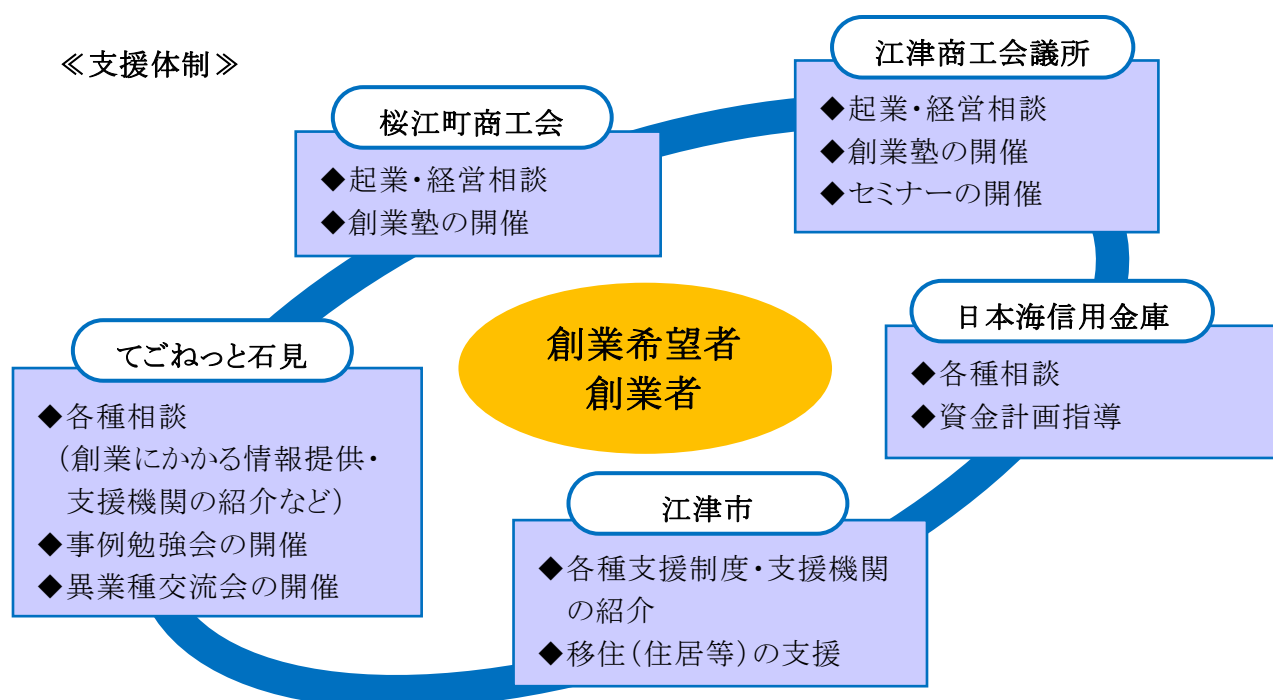 ≪支援体制≫
江津商工会議所
◆起業・経営相談
◆創業塾の開催
◆セミナーの開催
桜江町商工会
◆起業・経営相談
◆創業塾の開催
日本海信用金庫
◆各種相談
◆資金計画指導
創業希望者
創業者
てごねっと石見
◆各種相談
（創業にかかる情報提供・
支援機関の紹介など）
◆事例勉強会の開催
◆異業種交流会の開催
江津市
◆各種支援制度・支援機関
の紹介
◆移住（住居等）の支援